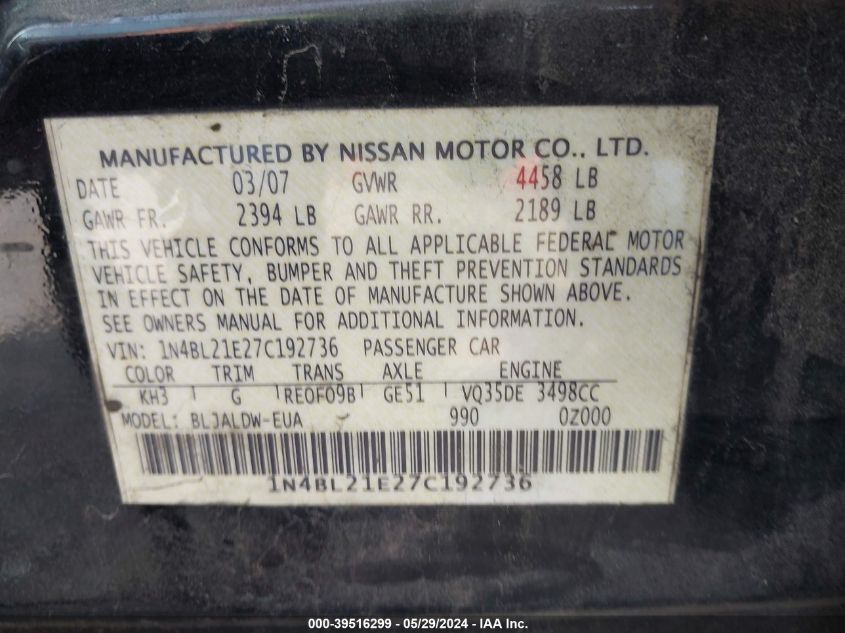 MANUFACTURED BY NISSAN MOTOR CO., LTD.
DATE 03/07 GVWR 4458 LB
GAWR FR. 2394 LB GAWR RR. 2189 LB
THIS VEHICLE CONFORMS TO ALL APPLICABLE FEDERAL MOTOR
VEHICLE SAFETY, BUMPER AND THEFT PREVENTION STANDARDS
IN EFFECT ON THE DATE OF MANUFACTURE SHOWN ABOVE.
SEE OWNERS MANUAL FOR ADDITIONAL INFORMATION.
VIN: 1N4BL21E27C192736 PASSENGER CAR
COLOR TRIM TRANS AXLE ENGINE
KH3 G RE0F09B GE51 VQ35DE 3498CC
MODEL: BLJALDW-EUA 990 0Z000
1N4BL21E27C192736
000-39516299 - 05/29/2024 - IAA Inc.